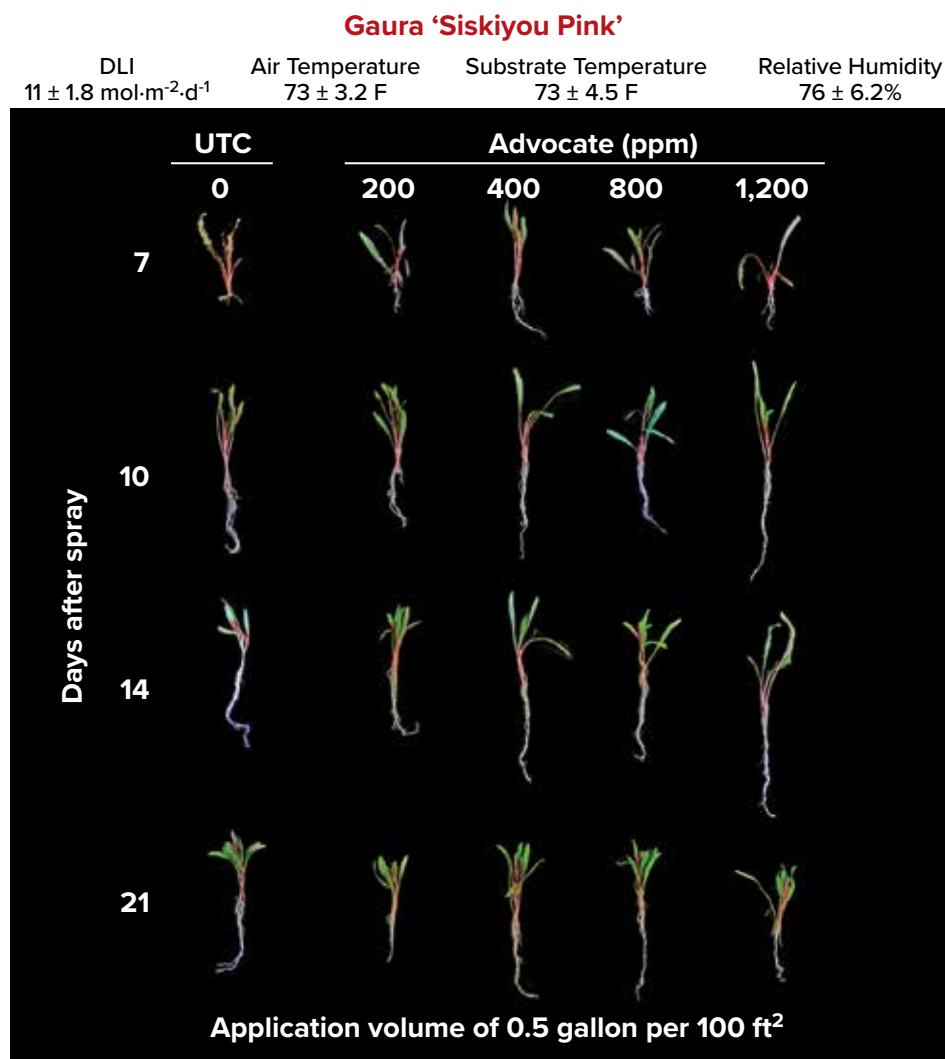 Gaura ‘Siskiyou Pink’
DLI Air Temperature Substrate Temperature Relative Humidity
11 ± 1.8 mol·m⁻²·d⁻¹ 73 ± 3.2 F 73 ± 4.5 F 76 ± 6.2%
UTC Advocate (ppm)
0 200 400 800 1,200
7
10
14
21
Days after spray
Application volume of 0.5 gallon per 100 ft²